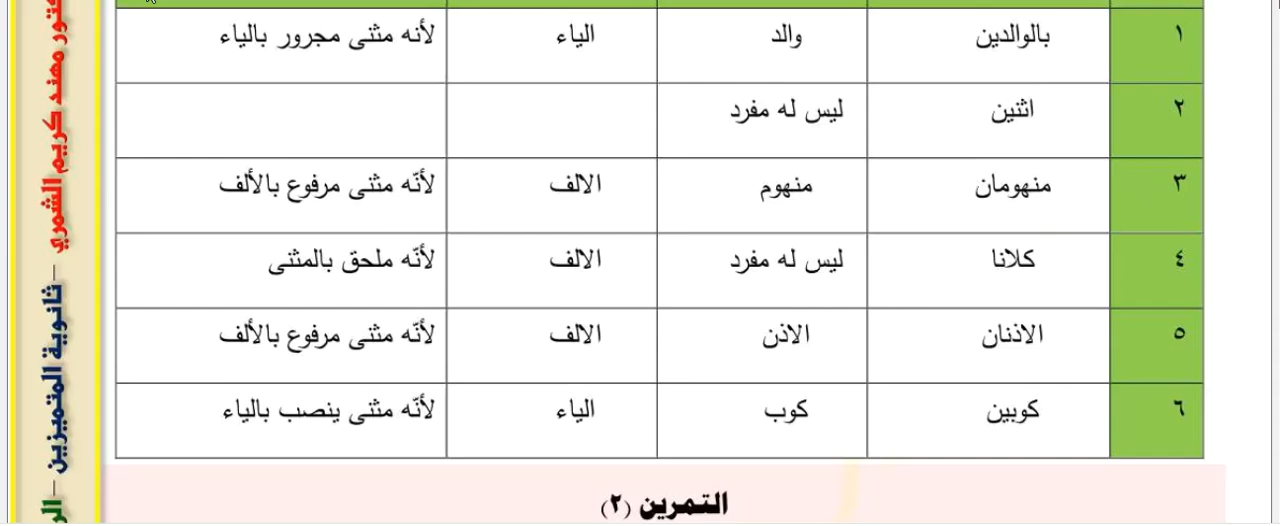 ١ بالوالدين والد الياء لأنه مثنى مجرور بالياء
٢ اثنين ليس له مفرد
٣ منهومان منهوم الالف لأنّه مثنى مرفوع بالألف
٤ كلانا ليس له مفرد الالف لأنّه ملحق بالمثنى
٥ الاذنان الاذن الالف لأنّه مثنى مرفوع بالألف
٦ كوبين كوب الياء لأنّه مثنى ينصب بالياء
التمرين (٢)
مهند كريم الشمري – ثانوية المتميزين –